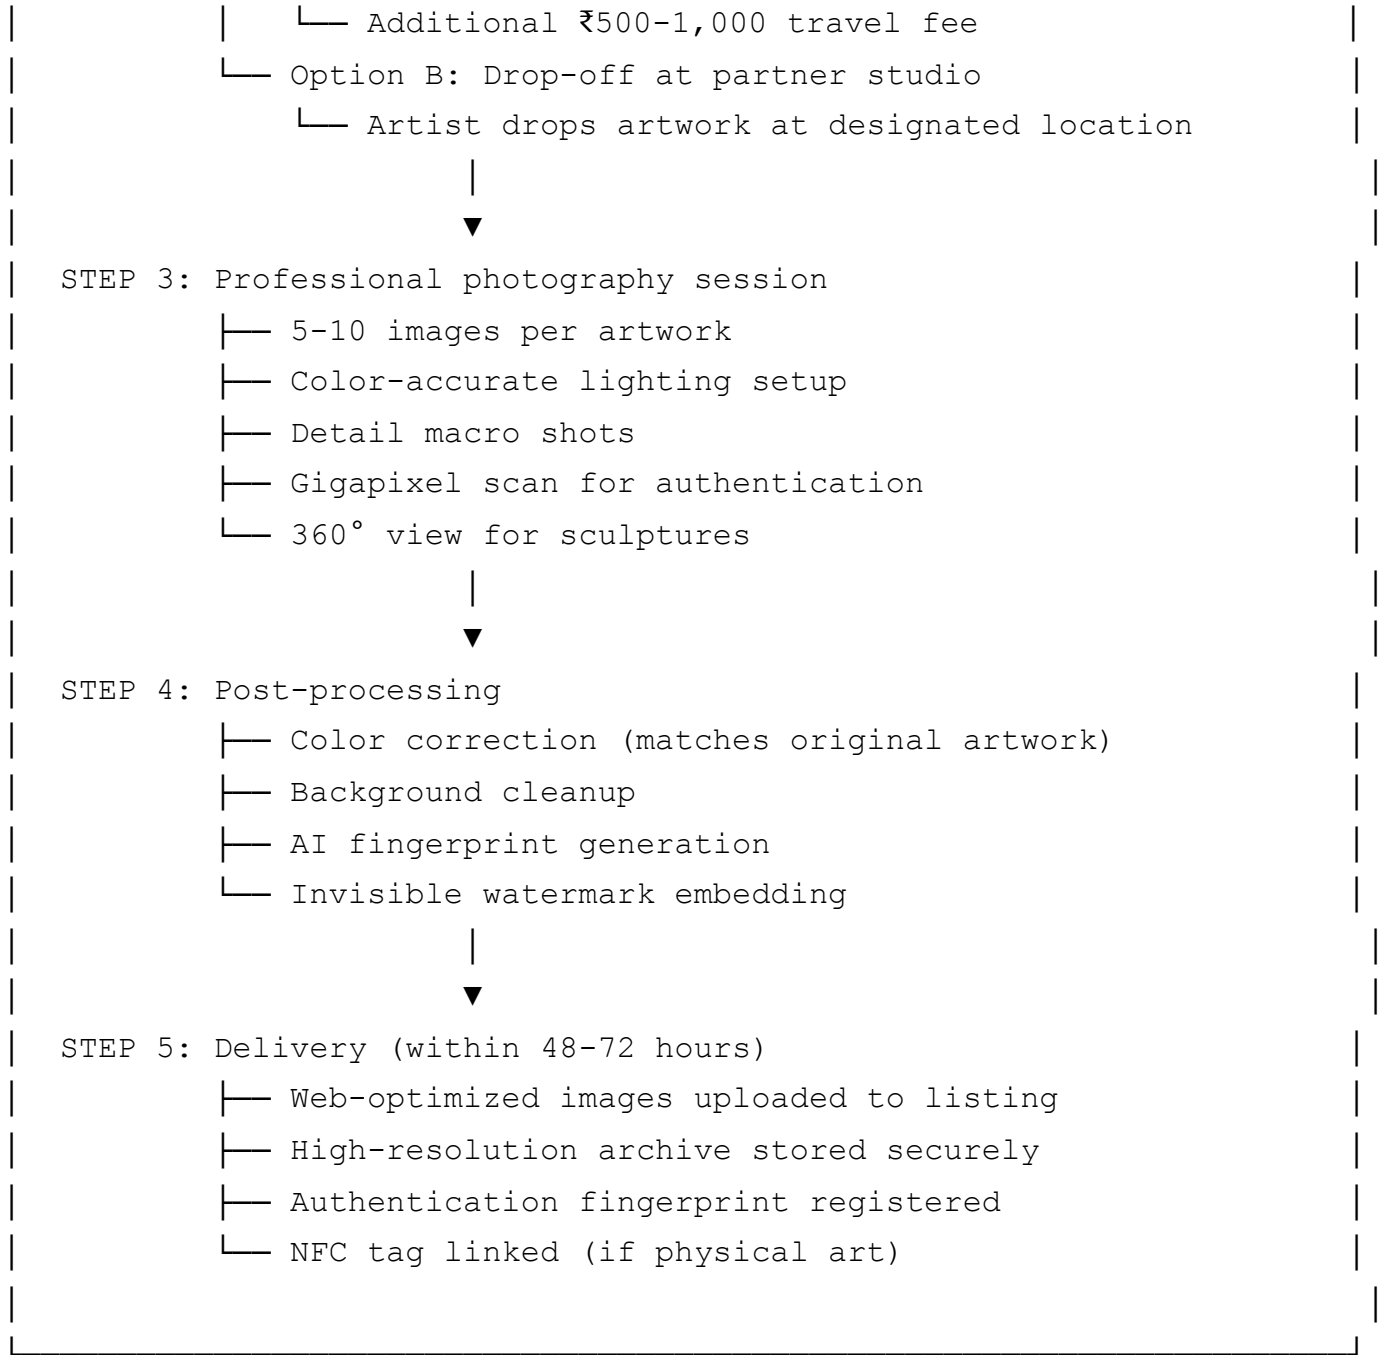 └── Additional ₹500-1,000 travel fee
└── Option B: Drop-off at partner studio
└── Artist drops artwork at designated location
▼
STEP 3: Professional photography session
├── 5-10 images per artwork
├── Color-accurate lighting setup
├── Detail macro shots
├── Gigapixel scan for authentication
└── 360° view for sculptures
▼
STEP 4: Post-processing
├── Color correction (matches original artwork)
├── Background cleanup
├── AI fingerprint generation
└── Invisible watermark embedding
▼
STEP 5: Delivery (within 48-72 hours)
├── Web-optimized images uploaded to listing
├── High-resolution archive stored securely
├── Authentication fingerprint registered
└── NFC tag linked (if physical art)